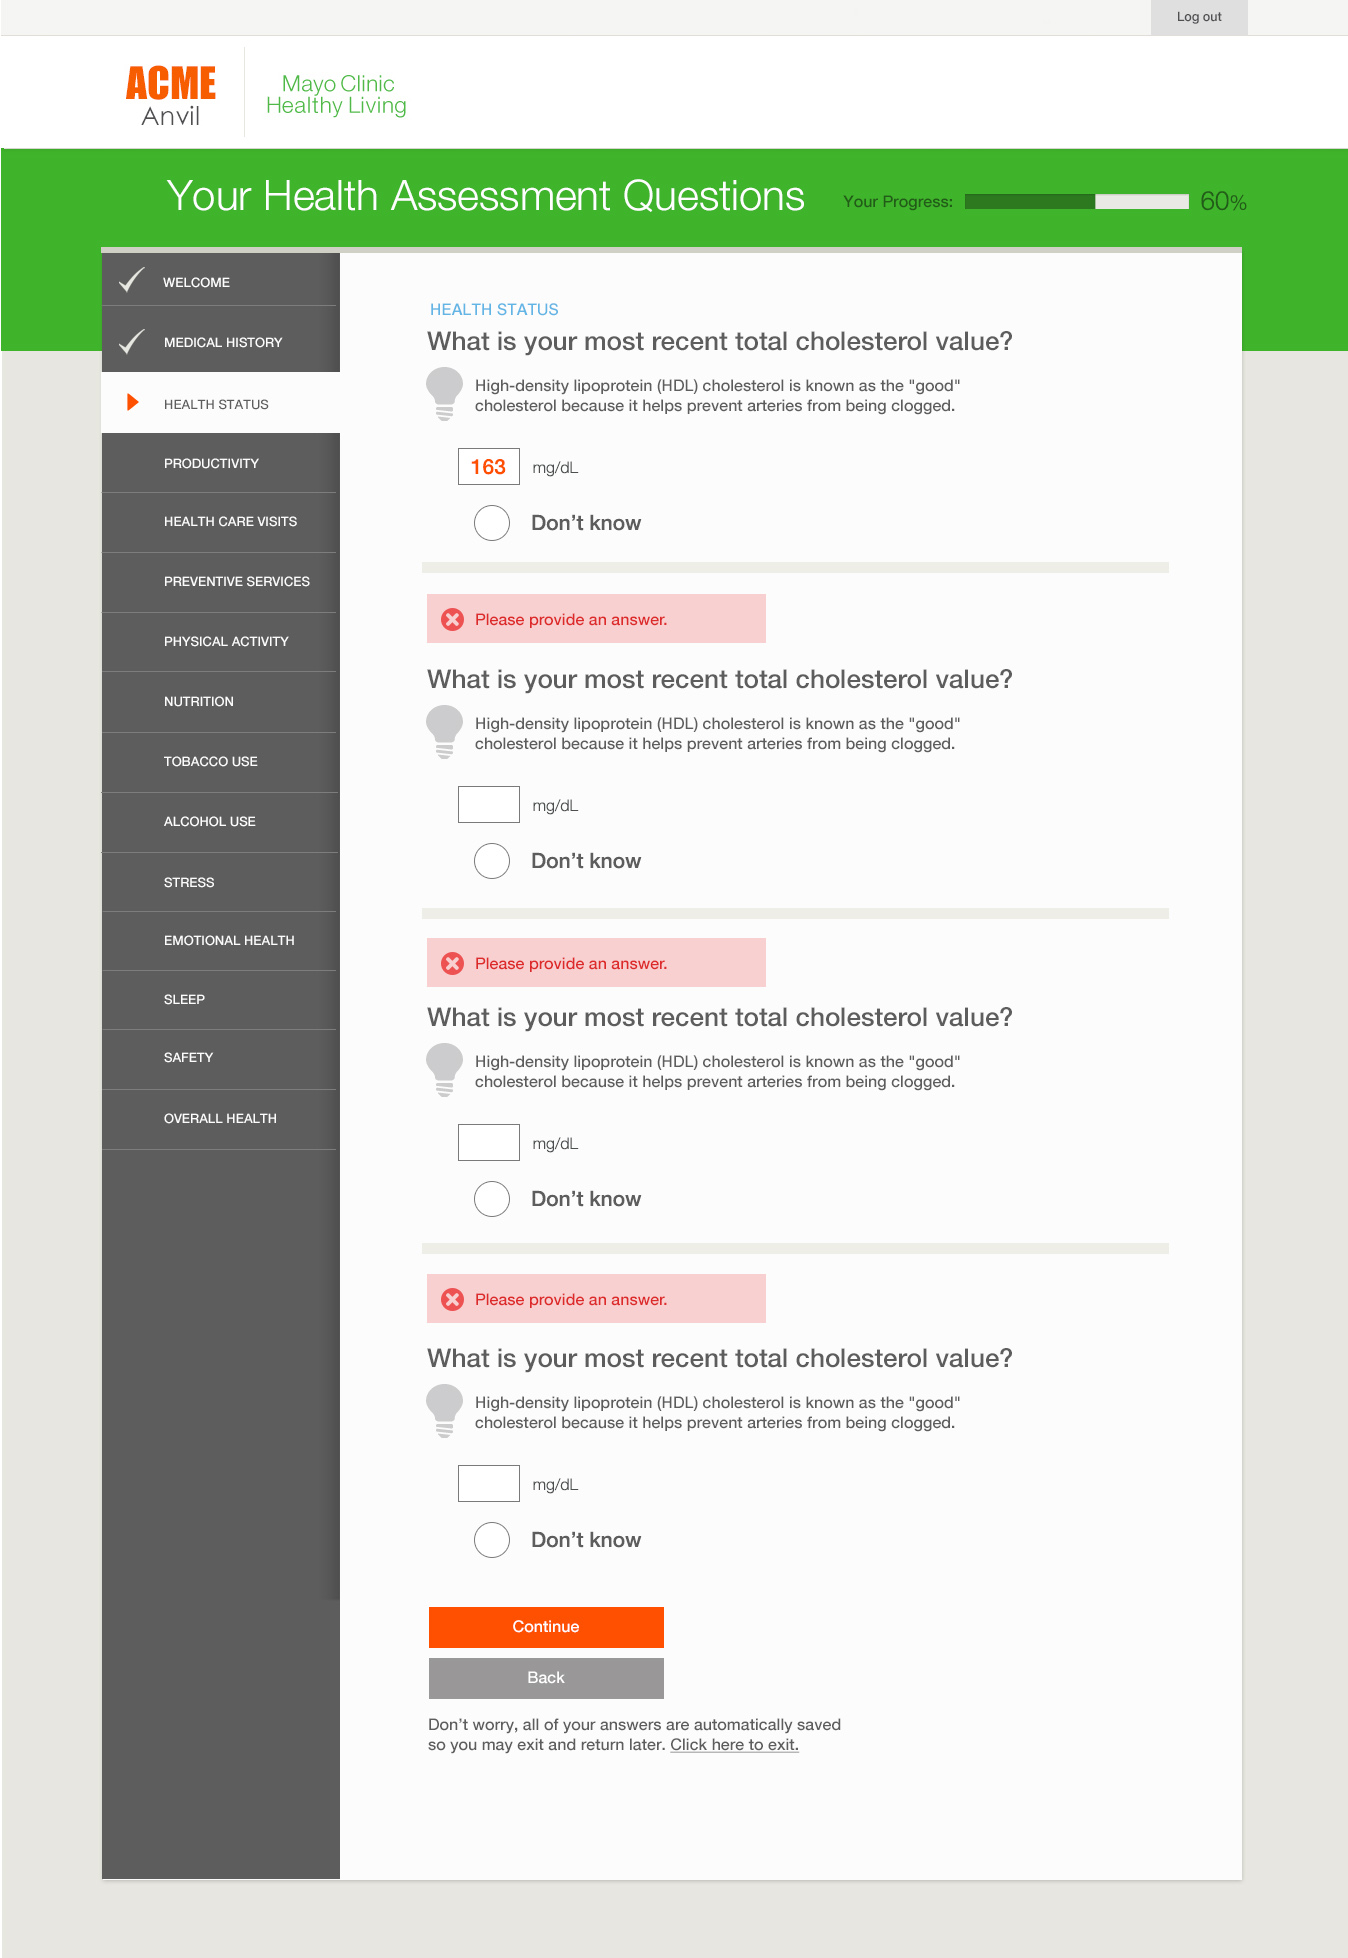 Log out
ACME
Anvil
Mayo Clinic
Healthy Living
Your Health Assessment Questions
Your Progress:
60%
WELCOME
MEDICAL HISTORY
HEALTH STATUS
PRODUCTIVITY
HEALTH CARE VISITS
PREVENTIVE SERVICES
PHYSICAL ACTIVITY
NUTRITION
TOBACCO USE
ALCOHOL USE
STRESS
EMOTIONAL HEALTH
SLEEP
SAFETY
OVERALL HEALTH
HEALTH STATUS
What is your most recent total cholesterol value?
High-density lipoprotein (HDL) cholesterol is known as the "good"
cholesterol because it helps prevent arteries from being clogged.
163 mg/dL
Don’t know
Please provide an answer.
What is your most recent total cholesterol value?
High-density lipoprotein (HDL) cholesterol is known as the "good"
cholesterol because it helps prevent arteries from being clogged.
mg/dL
Don’t know
Please provide an answer.
What is your most recent total cholesterol value?
High-density lipoprotein (HDL) cholesterol is known as the "good"
cholesterol because it helps prevent arteries from being clogged.
mg/dL
Don’t know
Please provide an answer.
What is your most recent total cholesterol value?
High-density lipoprotein (HDL) cholesterol is known as the "good"
cholesterol because it helps prevent arteries from being clogged.
mg/dL
Don’t know
Continue
Back
Don’t worry, all of your answers are automatically saved
so you may exit and return later. Click here to exit.